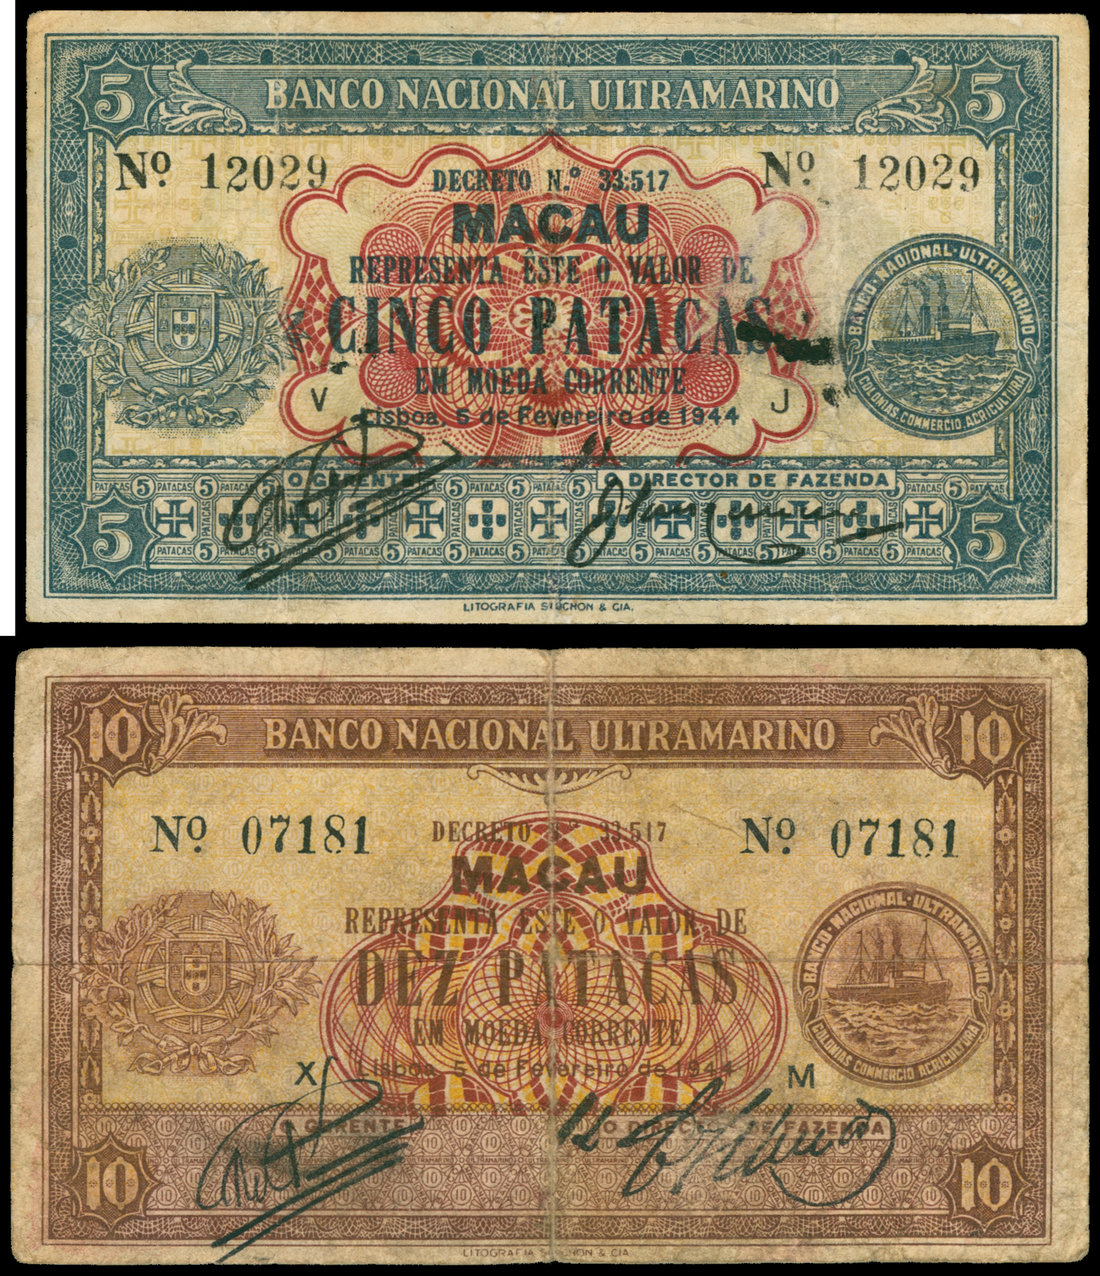 5 BANCO NACIONAL ULTRAMARINO 5
Nº 12029 Nº 12029
DECRETO N.º 33:517
MACAU
REPRESENTA ÊSTE O VALOR DE
CINCO PATACAS
EM MOEDA CORRENTE
V J
Lisboa, 5 de Fevereiro de 1944
BANCO·NACIONAL·ULTRAMARINO
COLONIAS, COMMERCIO AGRICULTURA
O GERENTE O DIRECTOR DE FAZENDA
5 5
LITOGRAFIA SINCHON & CIA.
10 BANCO NACIONAL ULTRAMARINO 10
Nº 07181 Nº 07181
DECRETO N.º 33:517
MACAU
REPRESENTA ÊSTE O VALOR DE
DEZ PATACAS
EM MOEDA CORRENTE
X M
Lisboa, 5 de Fevereiro de 1944
BANCO·NACIONAL·ULTRAMARINO
COLONIAS COMMERCIO AGRICULTURA
O GERENTE O DIRECTOR DE FAZENDA
10 10
LITOGRAFIA SINCHON & CIA